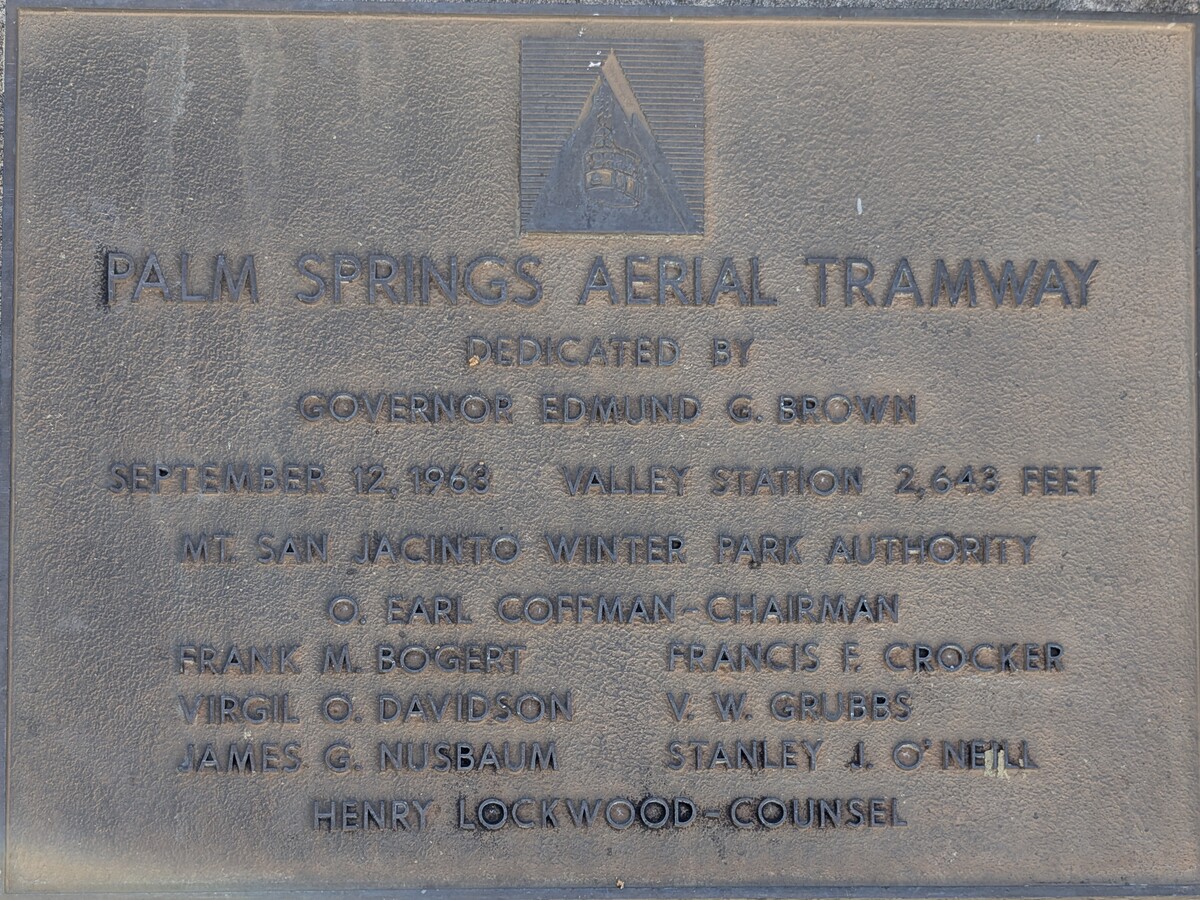 PALM SPRINGS AERIAL TRAMWAY
DEDICATED BY
GOVERNOR EDMUND G. BROWN
SEPTEMBER 12, 1963 VALLEY STATION 2,643 FEET
MT. SAN JACINTO WINTER PARK AUTHORITY
O. EARL COFFMAN-CHAIRMAN
FRANK M. BOGERT FRANCIS F. CROCKER
VIRGIL O. DAVIDSON V. W. GRUBBS
JAMES G. NUSBAUM STANLEY J. O'NEILL
HENRY LOCKWOOD-COUNSEL